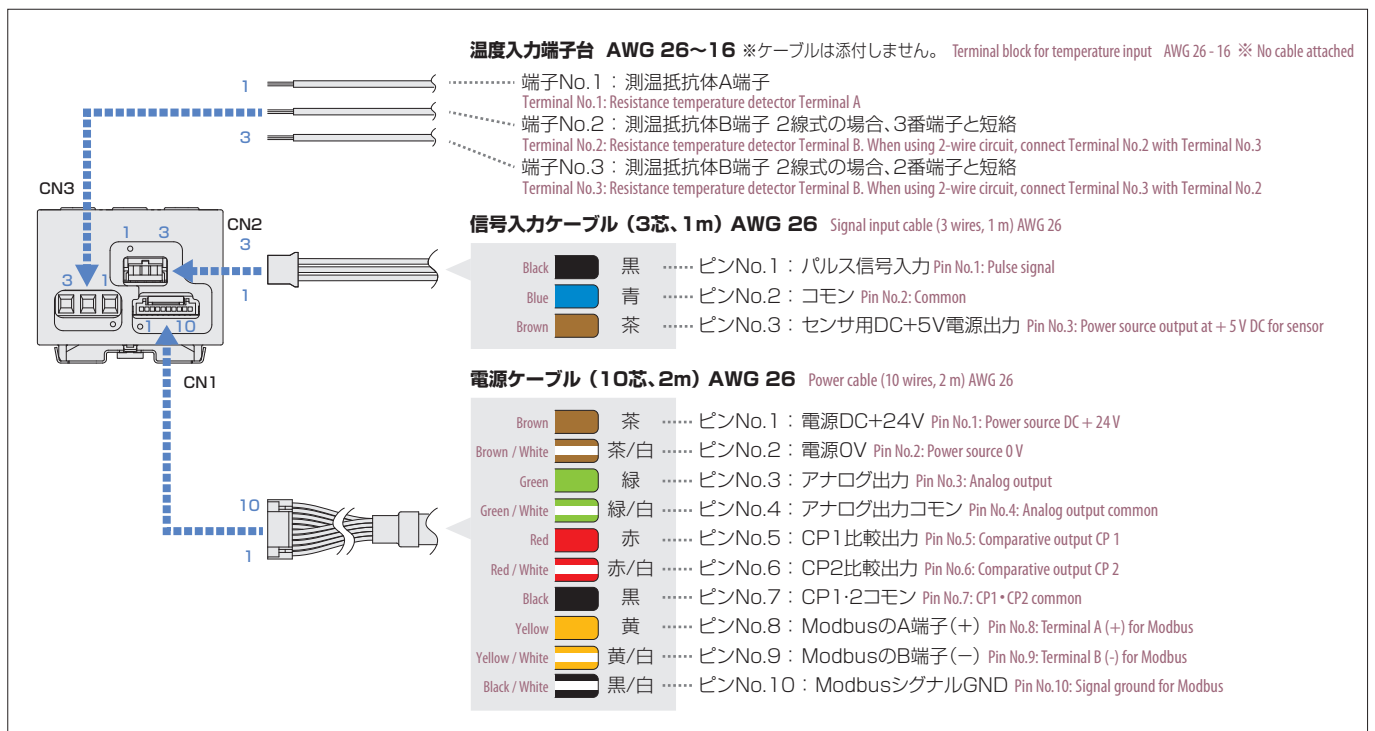 温度入力端子台 AWG 26~16 ※ケーブルは添付しません。 Terminal block for temperature input AWG 26 - 16 ※ No cable attached
1
端子No.1：測温抵抗体A端子
Terminal No.1: Resistance temperature detector Terminal A
端子No.2：測温抵抗体B端子 2線式の場合、3番端子と短絡
Terminal No.2: Resistance temperature detector Terminal B. When using 2-wire circuit, connect Terminal No.2 with Terminal No.3
3
端子No.3：測温抵抗体B端子 2線式の場合、2番端子と短絡
Terminal No.3: Resistance temperature detector Terminal B. When using 2-wire circuit, connect Terminal No.3 with Terminal No.2
CN3
CN2
1 3
3 1
1 10
CN1
3
1
信号入力ケーブル（3芯、1m）AWG 26 Signal input cable (3 wires, 1 m) AWG 26
Black 黒  …… ピンNo.1：パルス信号入力 Pin No.1: Pulse signal
Blue 青 …… ピンNo.2：コモン Pin No.2: Common
Brown 茶 …… ピンNo.3：センサ用DC+5V電源出力 Pin No.3: Power source output at + 5 V DC for sensor
電源ケーブル（10芯、2m）AWG 26 Power cable (10 wires, 2 m) AWG 26
10
1
Brown 茶 …… ピンNo.1：電源DC+24V Pin No.1: Power source DC + 24 V
Brown / White 茶/白 …… ピンNo.2：電源0V Pin No.2: Power source 0 V
Green 緑 …… ピンNo.3：アナログ出力 Pin No.3: Analog output
Green / White 緑/白 …… ピンNo.4：アナログ出力コモン Pin No.4: Analog output common
Red 赤 …… ピンNo.5：CP1比較出力 Pin No.5: Comparative output CP 1
Red / White 赤/白 …… ピンNo.6：CP2比較出力 Pin No.6: Comparative output CP 2
Black 黒 …… ピンNo.7：CP1･2コモン Pin No.7: CP1・CP2 common
Yellow 黄 …… ピンNo.8：ModbusのA端子(+) Pin No.8: Terminal A (+) for Modbus
Yellow / White 黄/白 …… ピンNo.9：ModbusのB端子(−) Pin No.9: Terminal B (-) for Modbus
Black / White 黒/白 …… ピンNo.10：ModbusシグナルGND Pin No.10: Signal ground for Modbus